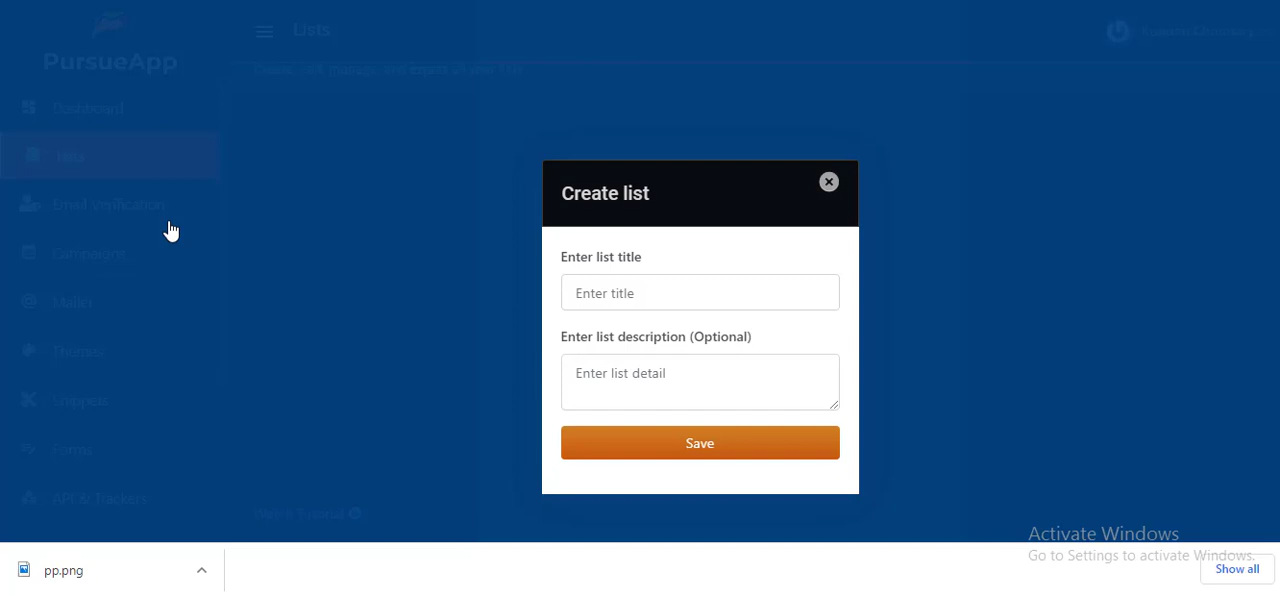 PursueApp
Lists
Dashboard
Lists
Email Verification
Campaigns
Mailer
Themes
Snippets
Forms
API & Trackers
Create list
Enter list title
Enter title
Enter list description (Optional)
Enter list detail
Save
Activate Windows
Go to Settings to activate Windows.
pp.png
Show all